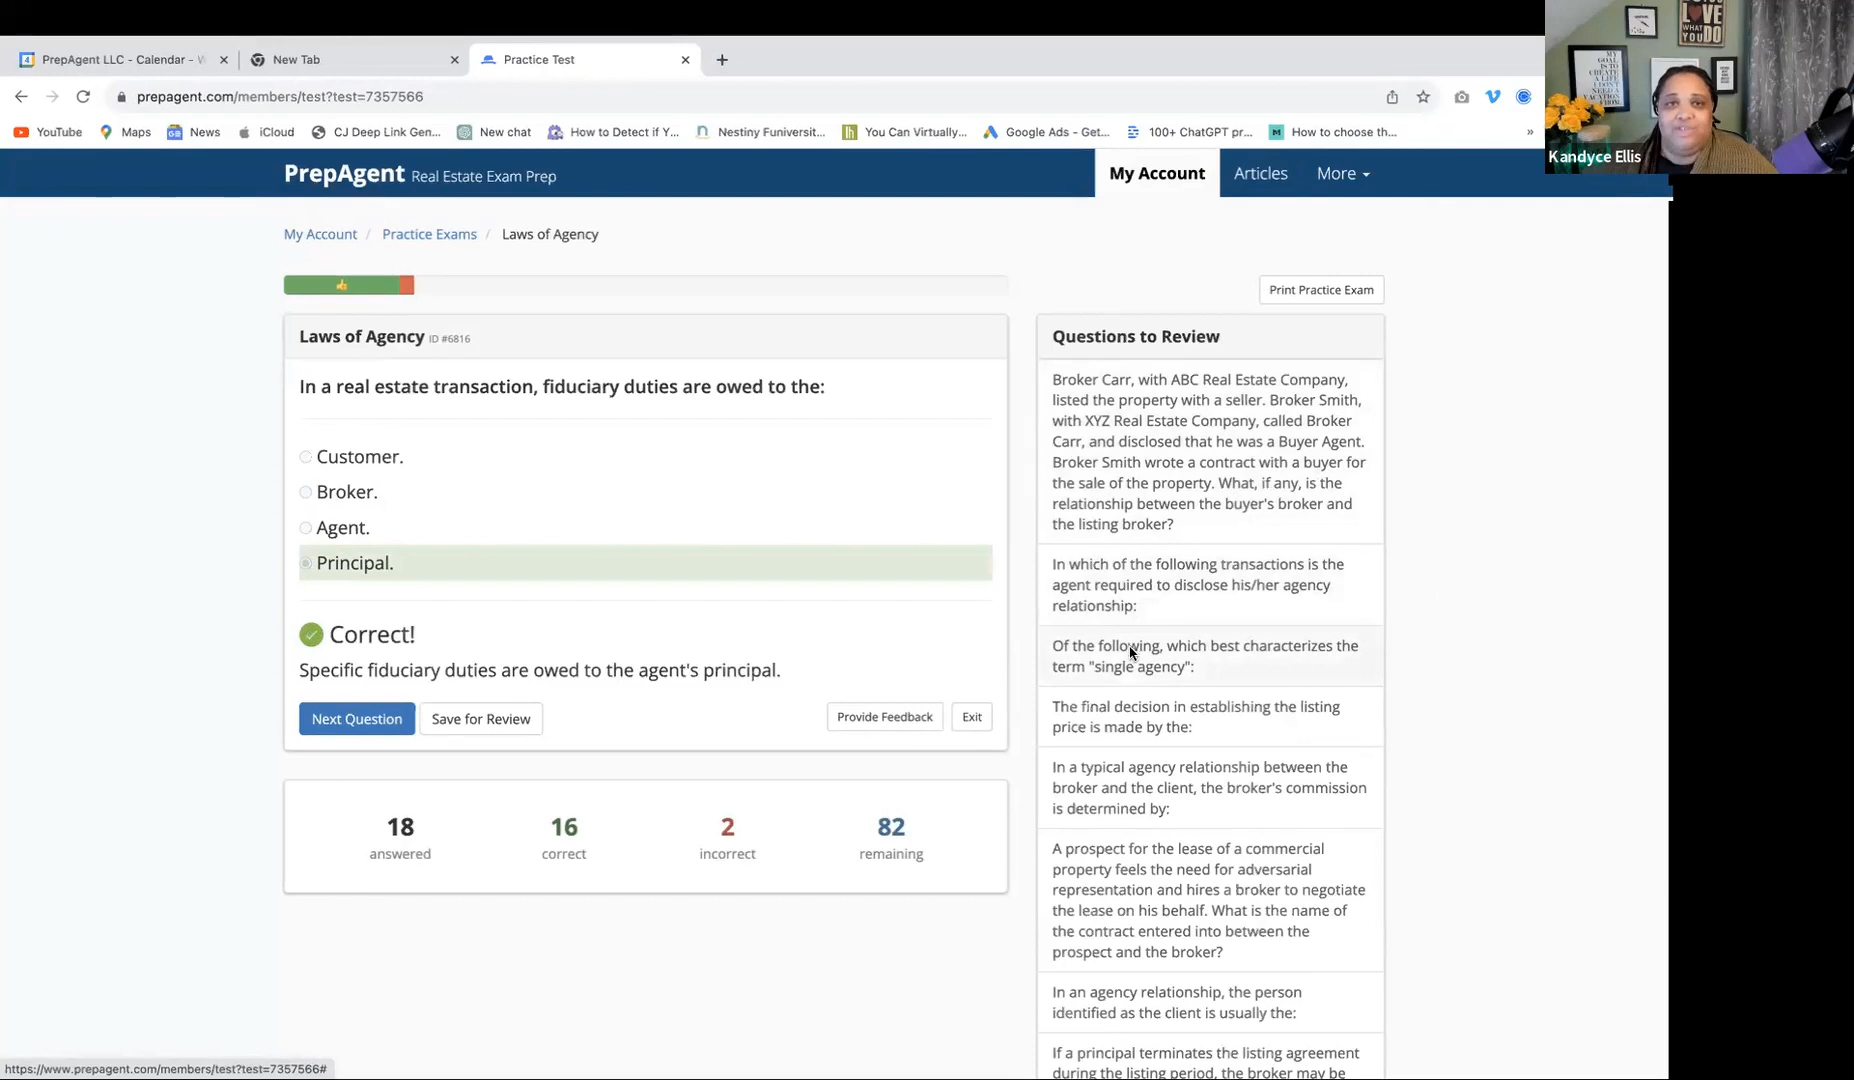 PrepAgent LLC - Calendar - W
New Tab
Practice Test
prepagent.com/members/test?test=7357566
YouTube
Maps
News
iCloud
CJ Deep Link Gen...
New chat
How to Detect if Y...
Nestiny Funiversit...
You Can Virtually...
Google Ads - Get...
100+ ChatGPT pr...
How to choose th...
»
LOVE
WHAT
YOU DO
MY
GOAL
IS TO
CREATE
A LIFE
I DON'T
NEED A
VACATION
FROM.
Kandyce Ellis
PrepAgent Real Estate Exam Prep
My Account
Articles
More
My Account / Practice Exams / Laws of Agency
Print Practice Exam
Laws of Agency ID #6816
In a real estate transaction, fiduciary duties are owed to the:
Customer.
Broker.
Agent.
Principal.
Correct!
Specific fiduciary duties are owed to the agent's principal.
Next Question
Save for Review
Provide Feedback
Exit
18
16
2
82
answered
correct
incorrect
remaining
Questions to Review
Broker Carr, with ABC Real Estate Company,
listed the property with a seller. Broker Smith,
with XYZ Real Estate Company, called Broker
Carr, and disclosed that he was a Buyer Agent.
Broker Smith wrote a contract with a buyer for
the sale of the property. What, if any, is the
relationship between the buyer's broker and
the listing broker?
In which of the following transactions is the
agent required to disclose his/her agency
relationship:
Of the following, which best characterizes the
term "single agency":
The final decision in establishing the listing
price is made by the:
In a typical agency relationship between the
broker and the client, the broker's commission
is determined by:
A prospect for the lease of a commercial
property feels the need for adversarial
representation and hires a broker to negotiate
the lease on his behalf. What is the name of
the contract entered into between the
prospect and the broker?
In an agency relationship, the person
identified as the client is usually the:
If a principal terminates the listing agreement
during the listing period, the broker may be
https://www.prepagent.com/members/test?test=7357566#